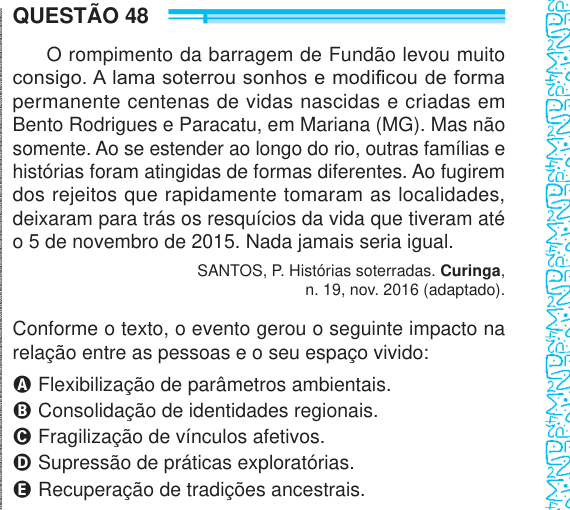 QUESTÃO 48
O rompimento da barragem de Fundão levou muito
consigo. A lama soterrou sonhos e modificou de forma
permanente centenas de vidas nascidas e criadas em
Bento Rodrigues e Paracatu, em Mariana (MG). Mas não
somente. Ao se estender ao longo do rio, outras famílias e
histórias foram atingidas de formas diferentes. Ao fugirem
dos rejeitos que rapidamente tomaram as localidades,
deixaram para trás os resquícios da vida que tiveram até
o 5 de novembro de 2015. Nada jamais seria igual.
SANTOS, P. Histórias soterradas. Curinga,
n. 19, nov. 2016 (adaptado).
Conforme o texto, o evento gerou o seguinte impacto na
relação entre as pessoas e o seu espaço vivido:
A Flexibilização de parâmetros ambientais.
B Consolidação de identidades regionais.
C Fragilização de vínculos afetivos.
D Supressão de práticas exploratórias.
E Recuperação de tradições ancestrais.